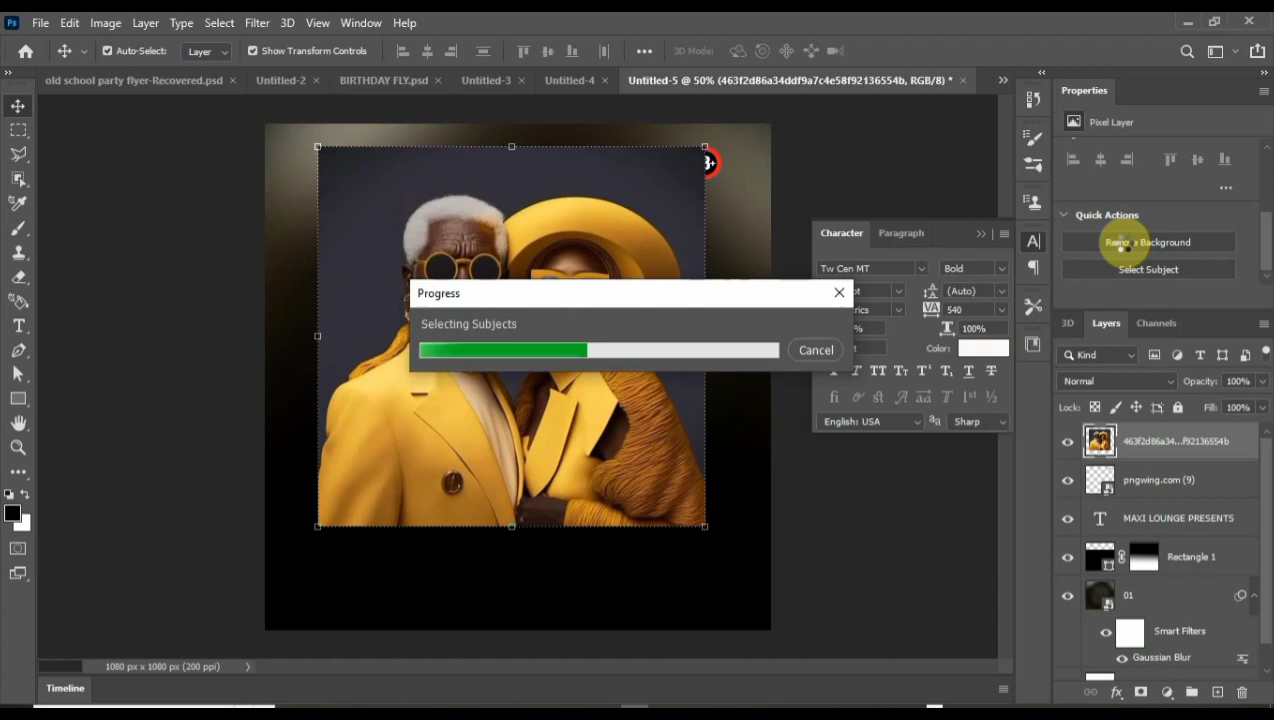 Ps File Edit Image Layer Type Select Filter 3D View Window Help
Auto-Select: Layer Show Transform Controls 3D Mode:
old school party flyer-Recovered.psd × Untitled-2 × BIRTHDAY FLY.psd × Untitled-3 × Untitled-4 × Untitled-5 @ 50% (463f2d86a34ddf9a7c4e58f92136554b, RGB/8) * ×
Properties
Pixel Layer
Quick Actions
Remove Background
Select Subject
Character Paragraph
Tw Cen MT Bold
(Auto)
540
100%
Color:
English: USA Sharp
Progress
Selecting Subjects
Cancel
3D Layers Channels
Kind
Normal Opacity: 100%
Lock: Fill: 100%
463f2d86a34...f92136554b
pngwing.com (9)
MAXI LOUNGE PRESENTS
Rectangle 1
01
Smart Filters
Gaussian Blur
1080 px x 1080 px (200 ppi)
Timeline